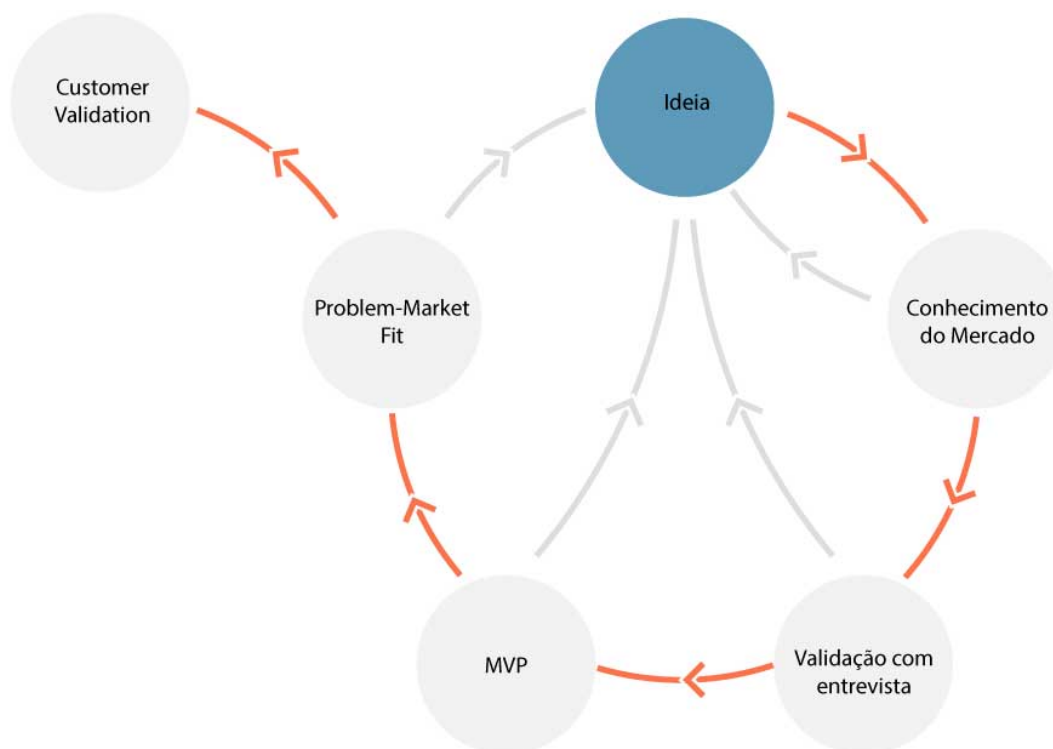 Customer
Validation
Ideia
Problem-Market
Fit
Conhecimento
do Mercado
MVP
Validação com
entrevista